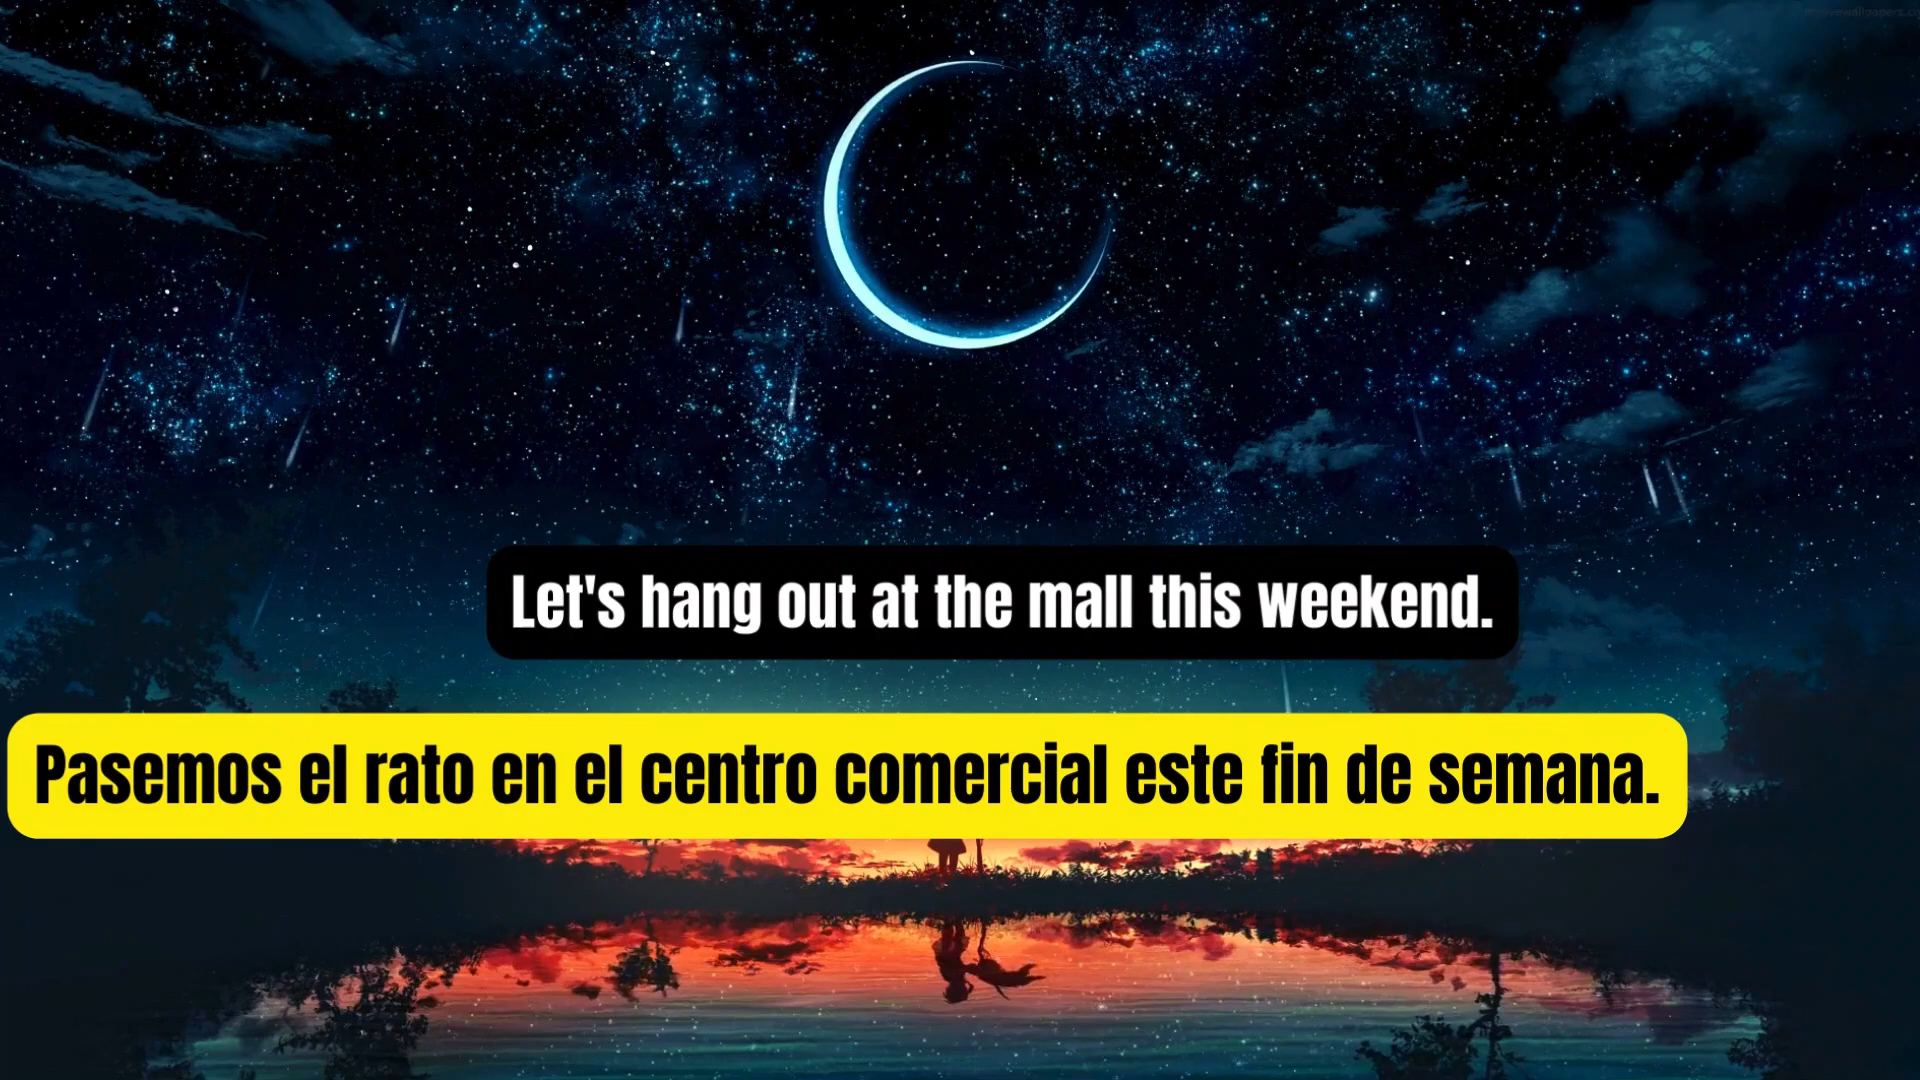 Let's hang out at the mall this weekend.
Pasemos el rato en el centro comercial este fin de semana.